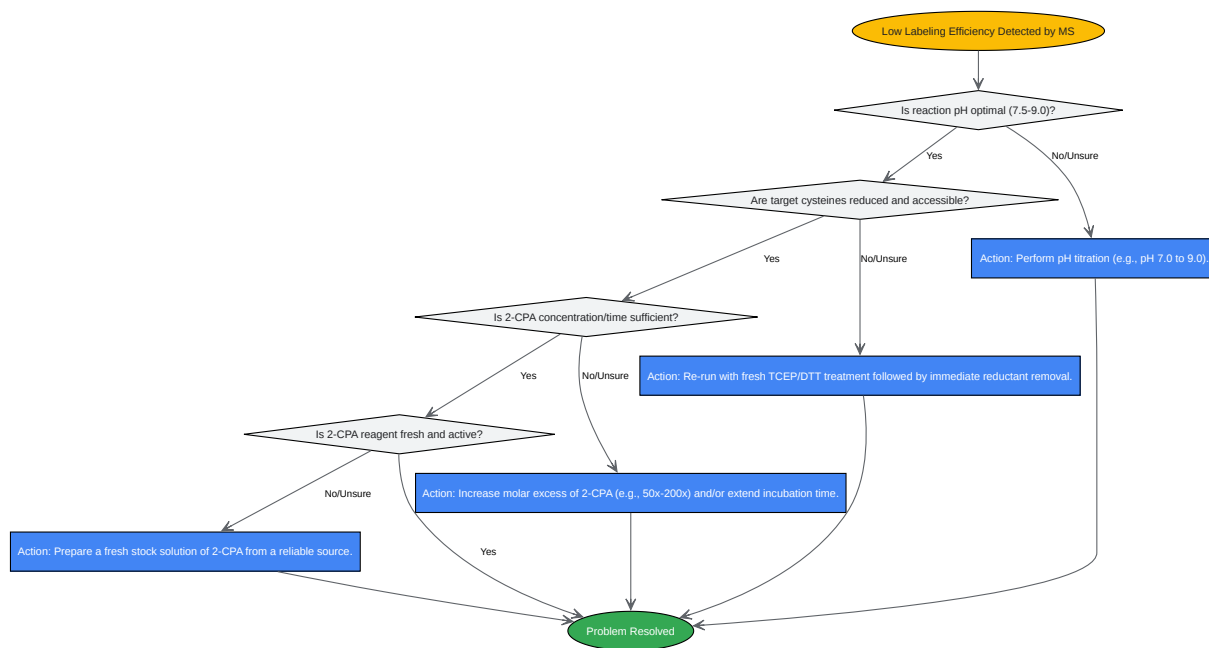 Low Labeling Efficiency Detected by MS
Is reaction pH optimal (7.5-9.0)?
Yes
No/Unsure
Are target cysteines reduced and accessible?
Action: Perform pH titration (e.g., pH 7.0 to 9.0).
Yes
No/Unsure
Is 2-CPA concentration/time sufficient?
Action: Re-run with fresh TCEP/DTT treatment followed by immediate reductant removal.
Yes
No/Unsure
Is 2-CPA reagent fresh and active?
Action: Increase molar excess of 2-CPA (e.g., 50x-200x) and/or extend incubation time.
No/Unsure
Yes
Action: Prepare a fresh stock solution of 2-CPA from a reliable source.
Problem Resolved